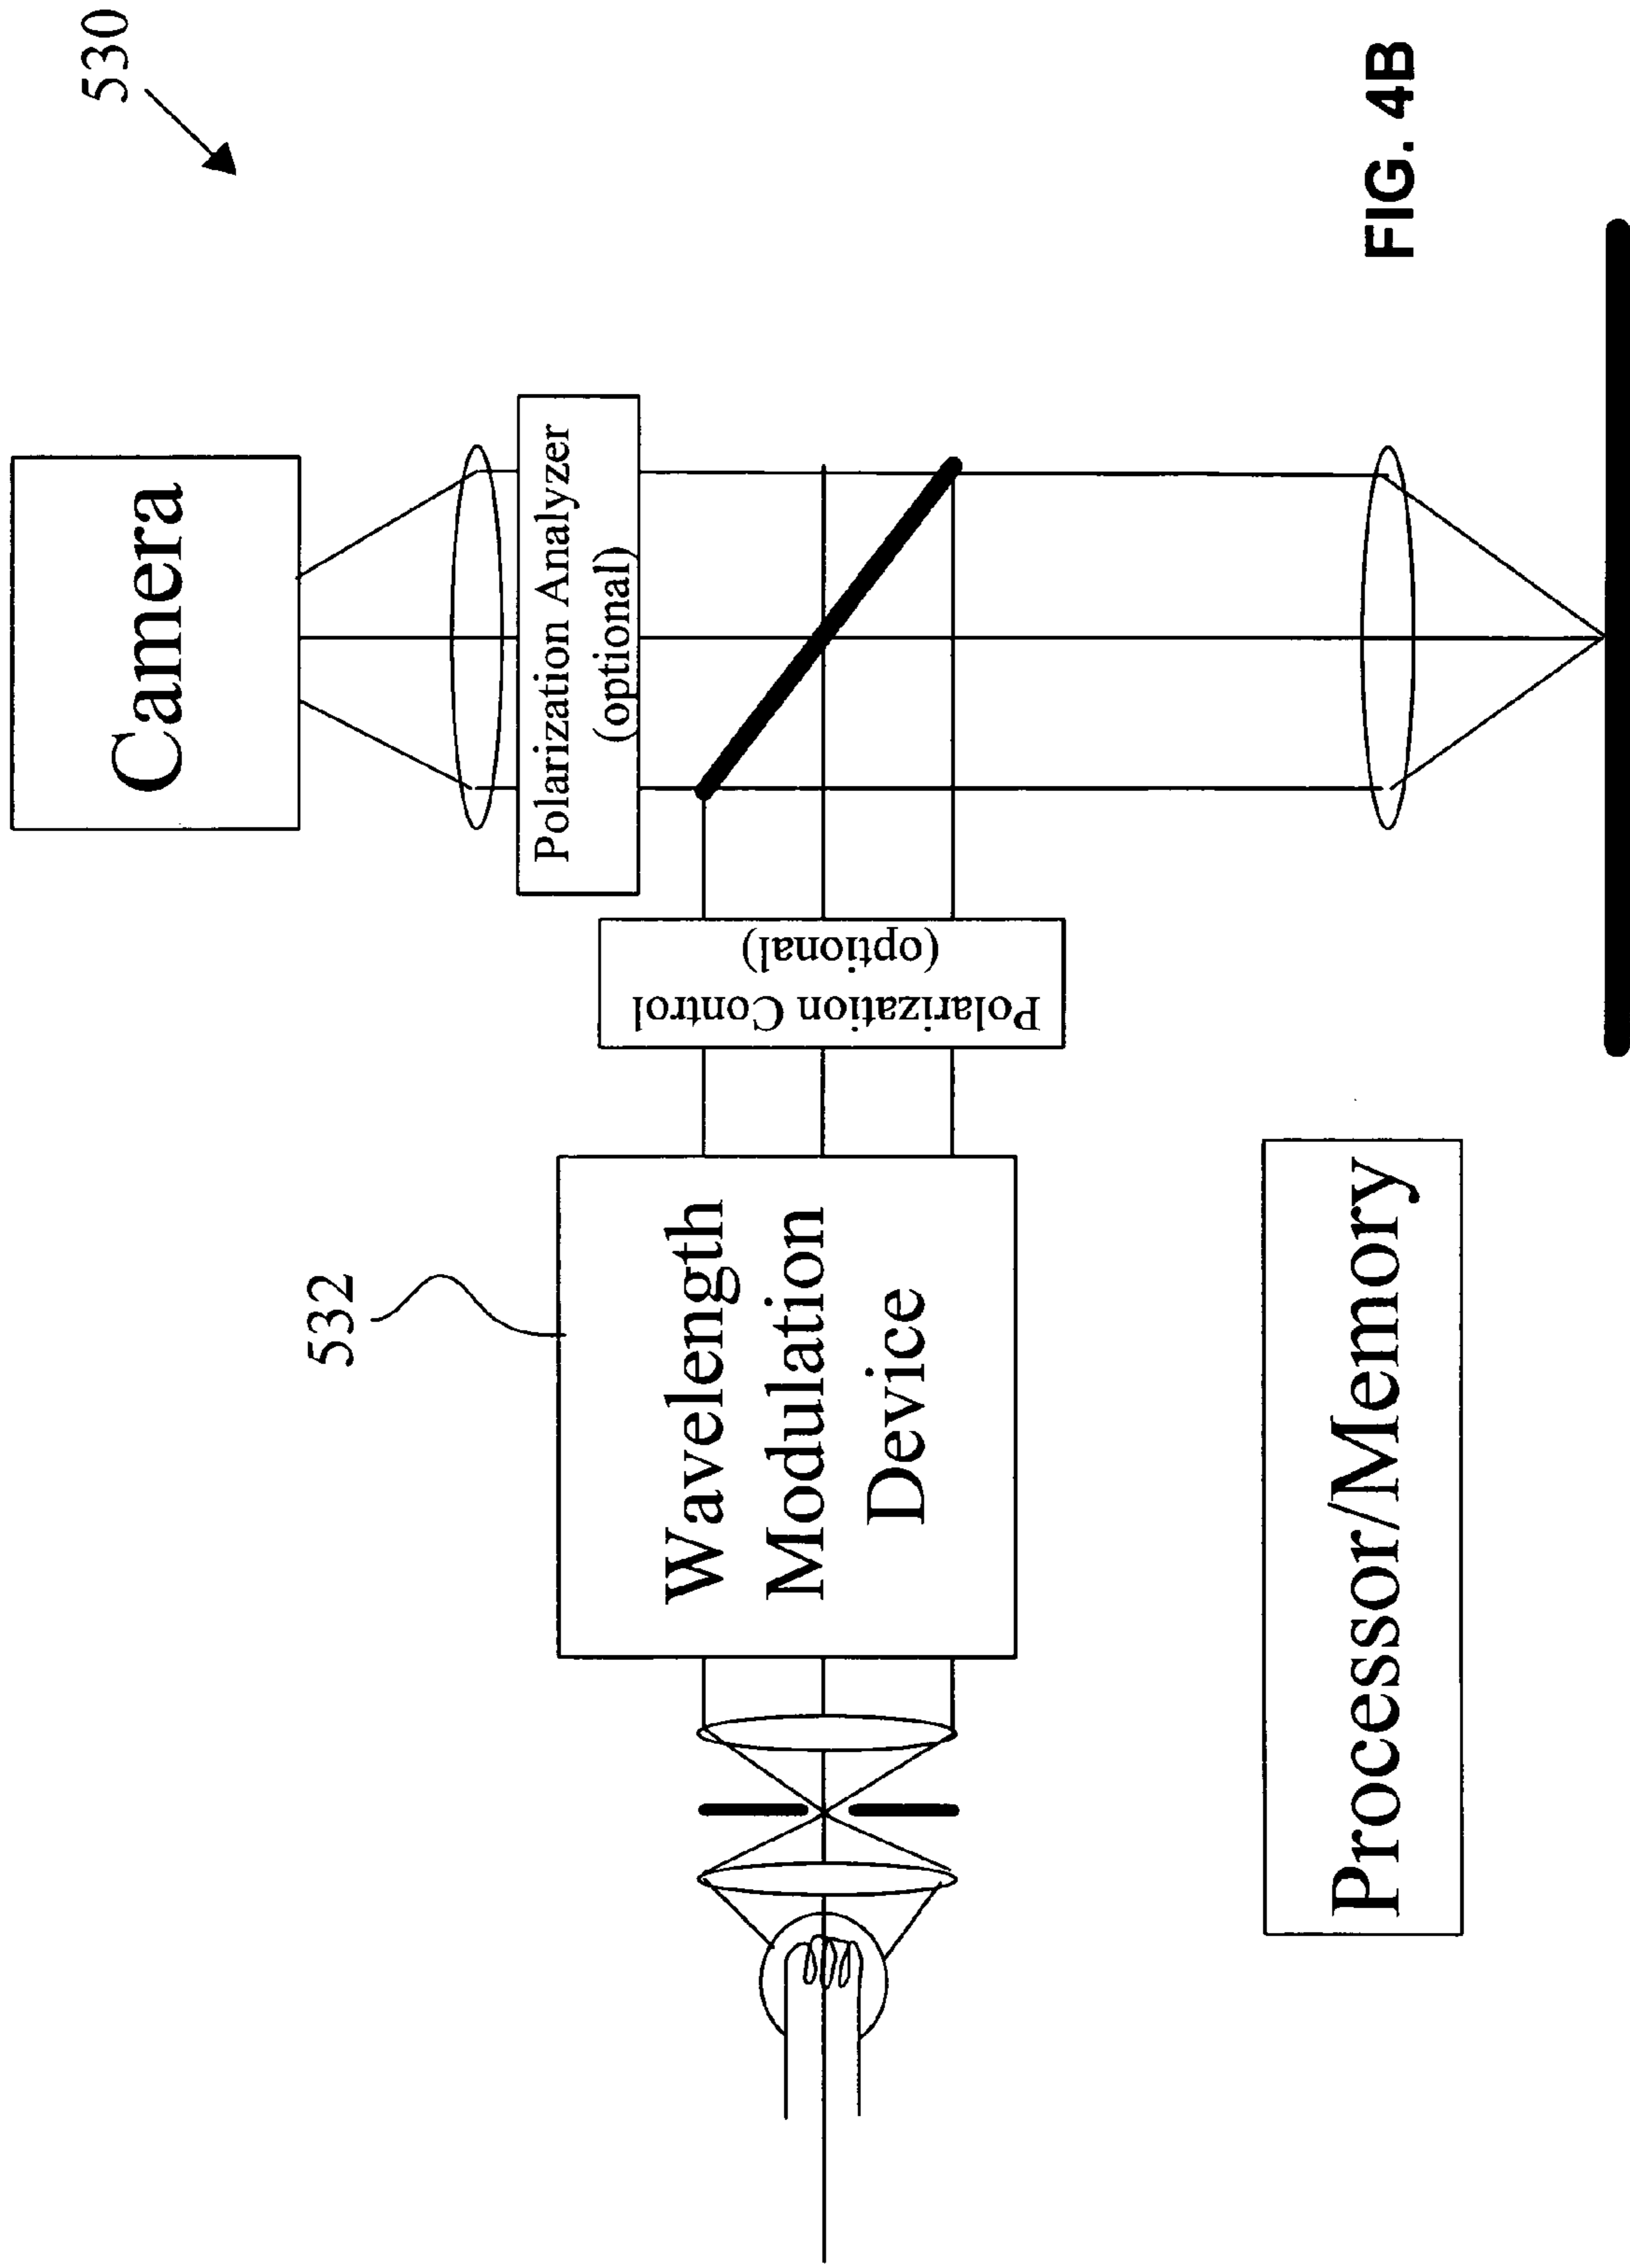 530
Camera
Polarization Analyzer
(optional)
Polarization Control
(optional)
532
Wavelength
Modulation
Device
Processor/Memory
FIG. 4B